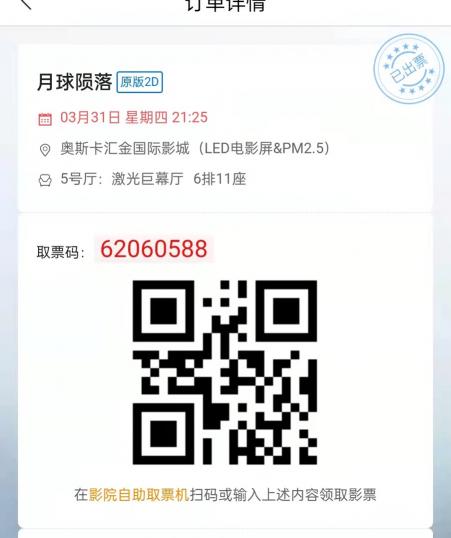 订单详情
月球陨落 原版2D
已出票
03月31日 星期四 21:25
奥斯卡汇金国际影城（LED电影屏&PM2.5）
5号厅：激光巨幕厅 6排11座
取票码：62060588
在影院自助取票机扫码或输入上述内容领取影票